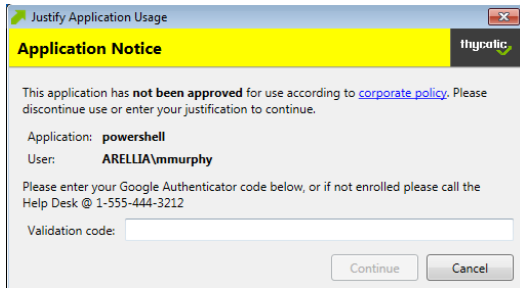 Justify Application Usage
Application Notice
thycotic
This application has not been approved for use according to corporate policy. Please
discontinue use or enter your justification to continue.
Application: powershell
User: ARELLIA\mmurphy
Please enter your Google Authenticator code below, or if not enrolled please call the
Help Desk @ 1-555-444-3212
Validation code:
Continue Cancel